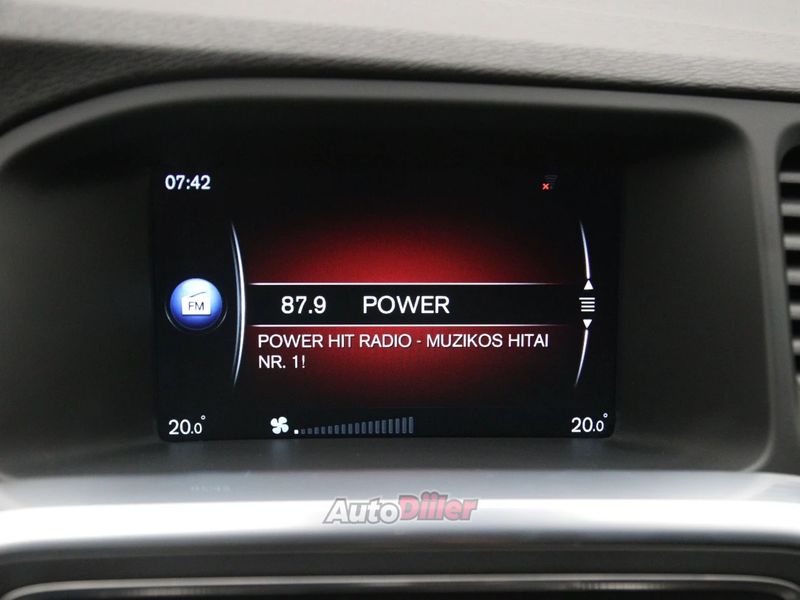 07:42
FM
87.9 POWER
POWER HIT RADIO - MUZIKOS HITAI
NR. 1!
20.0° 20.0°
AutoDiiler